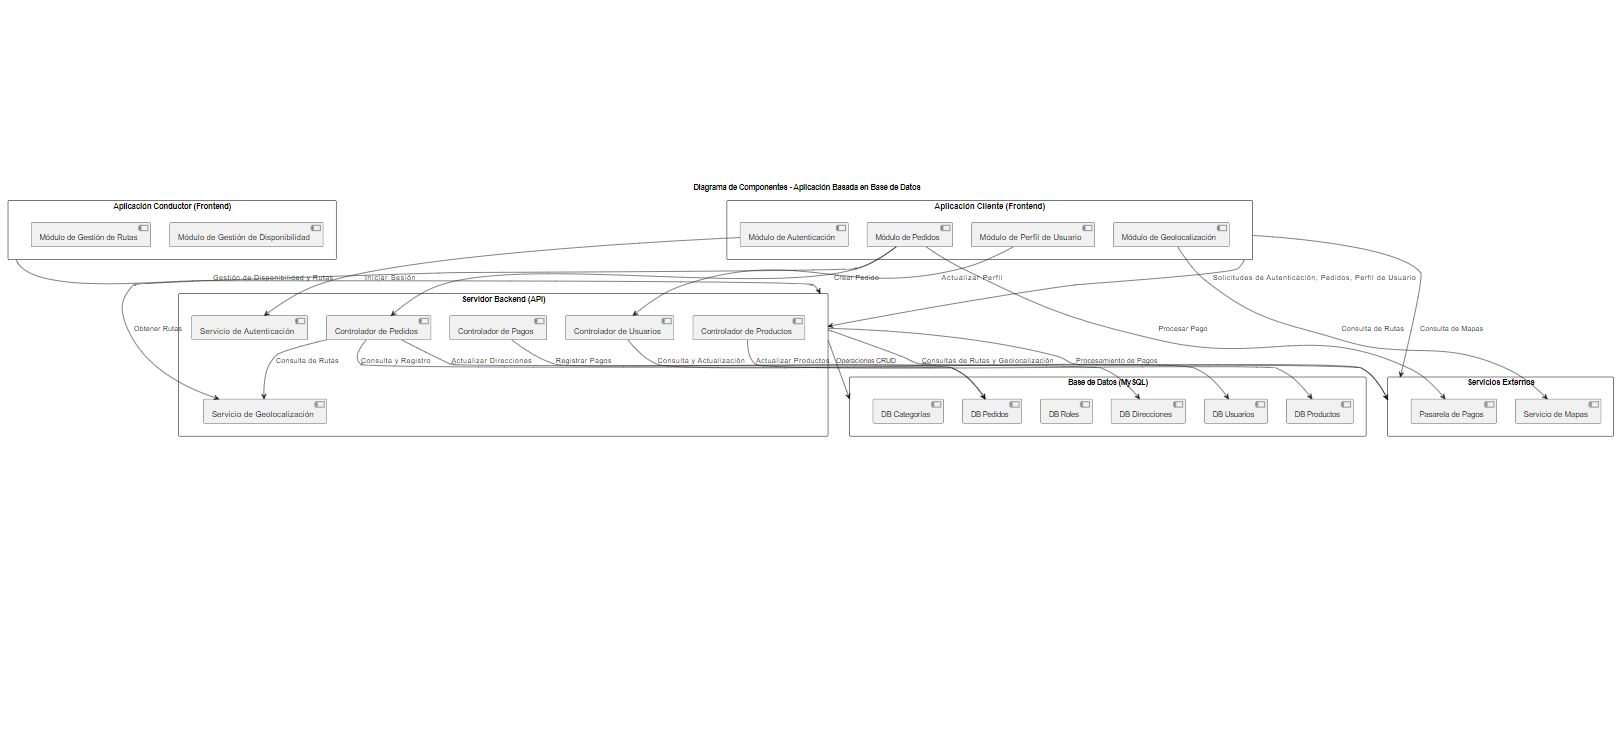 Diagrama de Componentes - Aplicación Basada en Base de Datos
Aplicación Conductor (Frontend)
Módulo de Gestión de Rutas
Módulo de Gestión de Disponibilidad
Aplicación Cliente (Frontend)
Módulo de Autenticación
Módulo de Pedidos
Módulo de Perfil de Usuario
Módulo de Geolocalización
Gestión de Disponibilidad y Rutas
Iniciar Sesión
Crear Pedido
Actualizar Perfil
Solicitudes de Autenticación, Pedidos, Perfil de Usuario
Servidor Backend (API)
Servicio de Autenticación
Controlador de Pedidos
Controlador de Pagos
Controlador de Usuarios
Controlador de Productos
Obtener Rutas
Procesar Pago
Consulta de Rutas
Consulta de Mapas
Consulta de Rutas
Consulta y Registro
Actualizar Direcciones
Registrar Pagos
Consulta y Actualización
Actualizar Productos
Operaciones CRUD
Consultas de Rutas y Geolocalización
Procesamiento de Pagos
Servicio de Geolocalización
Base de Datos (MySQL)
DB Categorías
DB Pedidos
DB Roles
DB Direcciones
DB Usuarios
DB Productos
Servicios Externos
Pasarela de Pagos
Servicio de Mapas